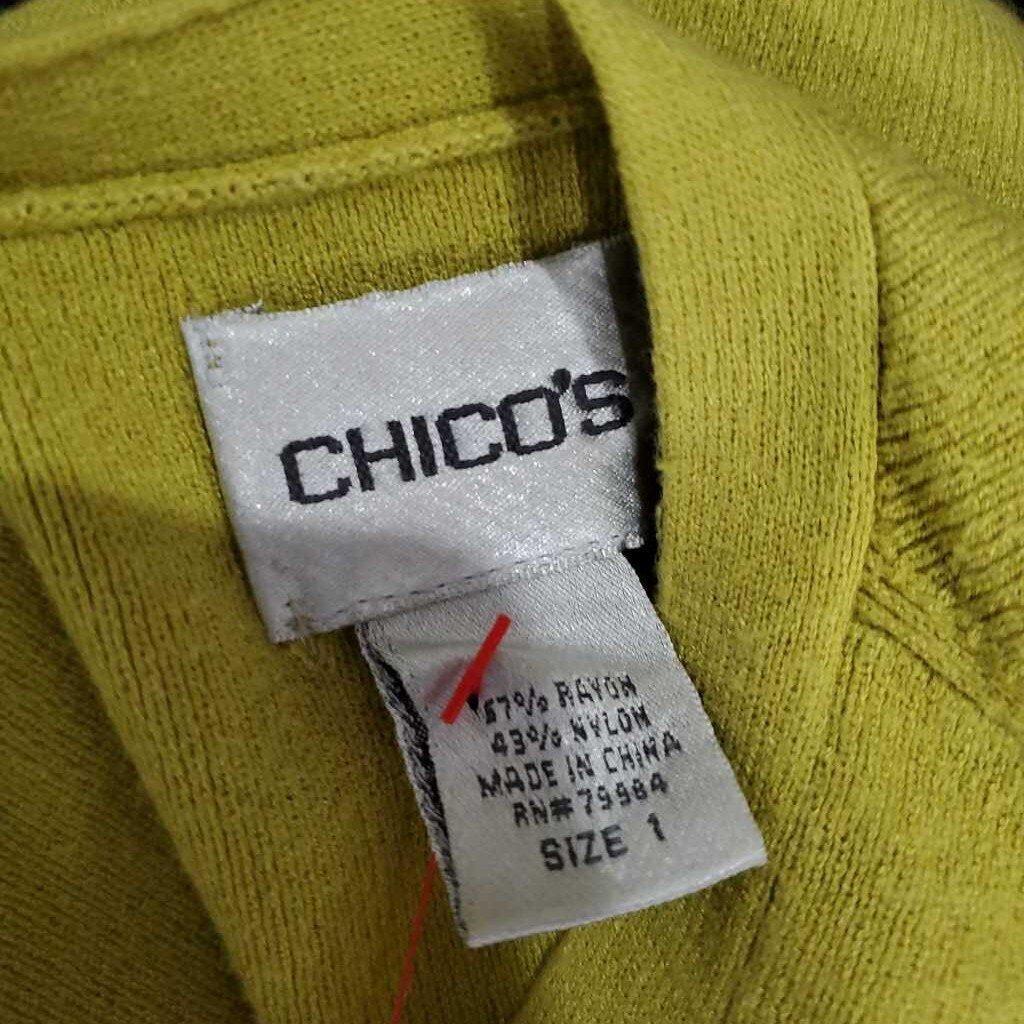 CHICO'S
57% RAYON
43% NYLON
MADE IN CHINA
RN# 79984
SIZE 1